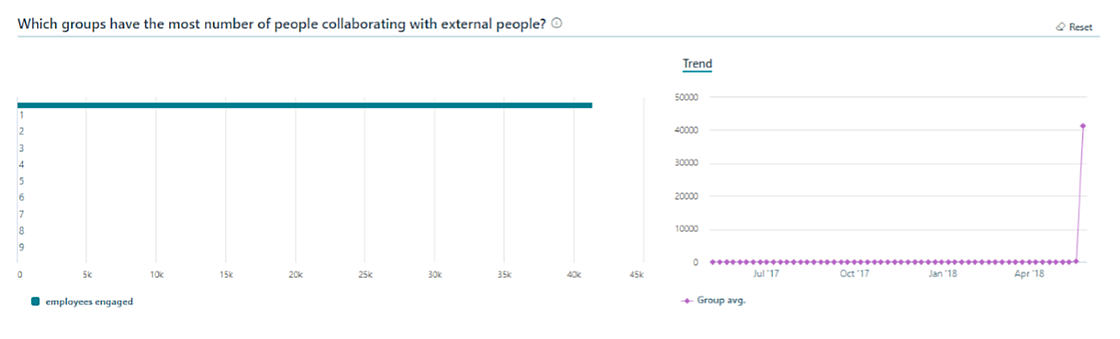 Which groups have the most number of people collaborating with external people?
Reset
Trend
1
2
3
4
5
6
7
8
9
0 5k 10k 15k 20k 25k 30k 35k 40k 45k
employees engaged
50000
40000
30000
20000
10000
0
Jul '17 Oct '17 Jan '18 Apr '18
Group avg.